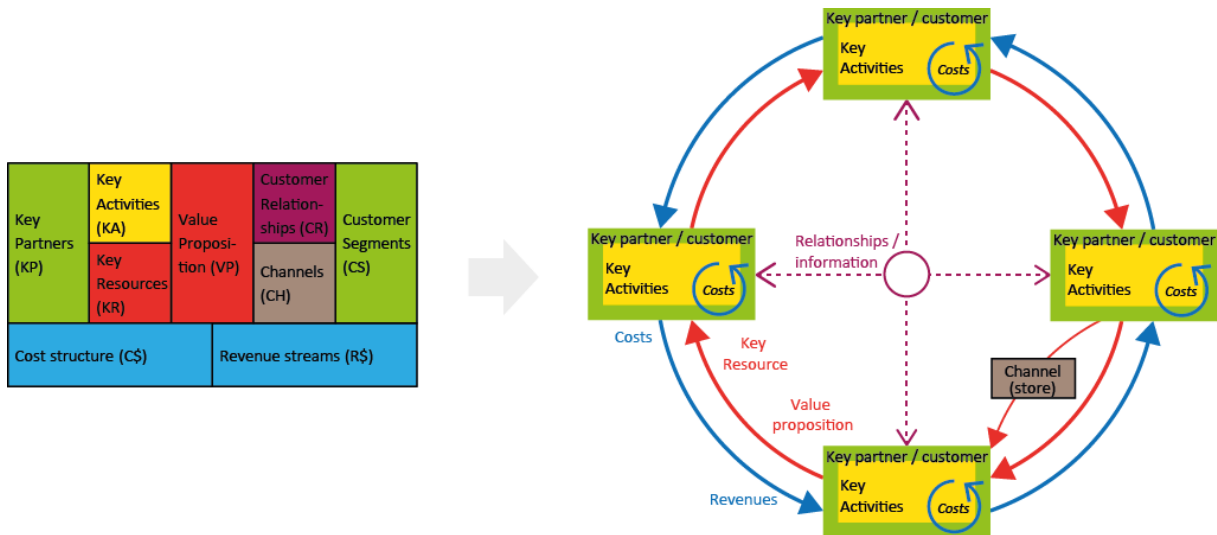 Key
Partners
(KP)
Key
Activities
(KA)
Key
Resources
(KR)
Value
Proposi-
tion (VP)
Customer
Relation-
ships (CR)
Channels
(CH)
Customer
Segments
(CS)
Cost structure (C$)
Revenue streams (R$)
Key partner / customer
Key
Activities
Costs
Key partner / customer
Key
Activities
Costs
Relationships /
information
Key partner / customer
Key
Activities
Costs
Costs
Key
Resource
Channel
(store)
Value
proposition
Revenues
Key partner / customer
Key
Activities
Costs